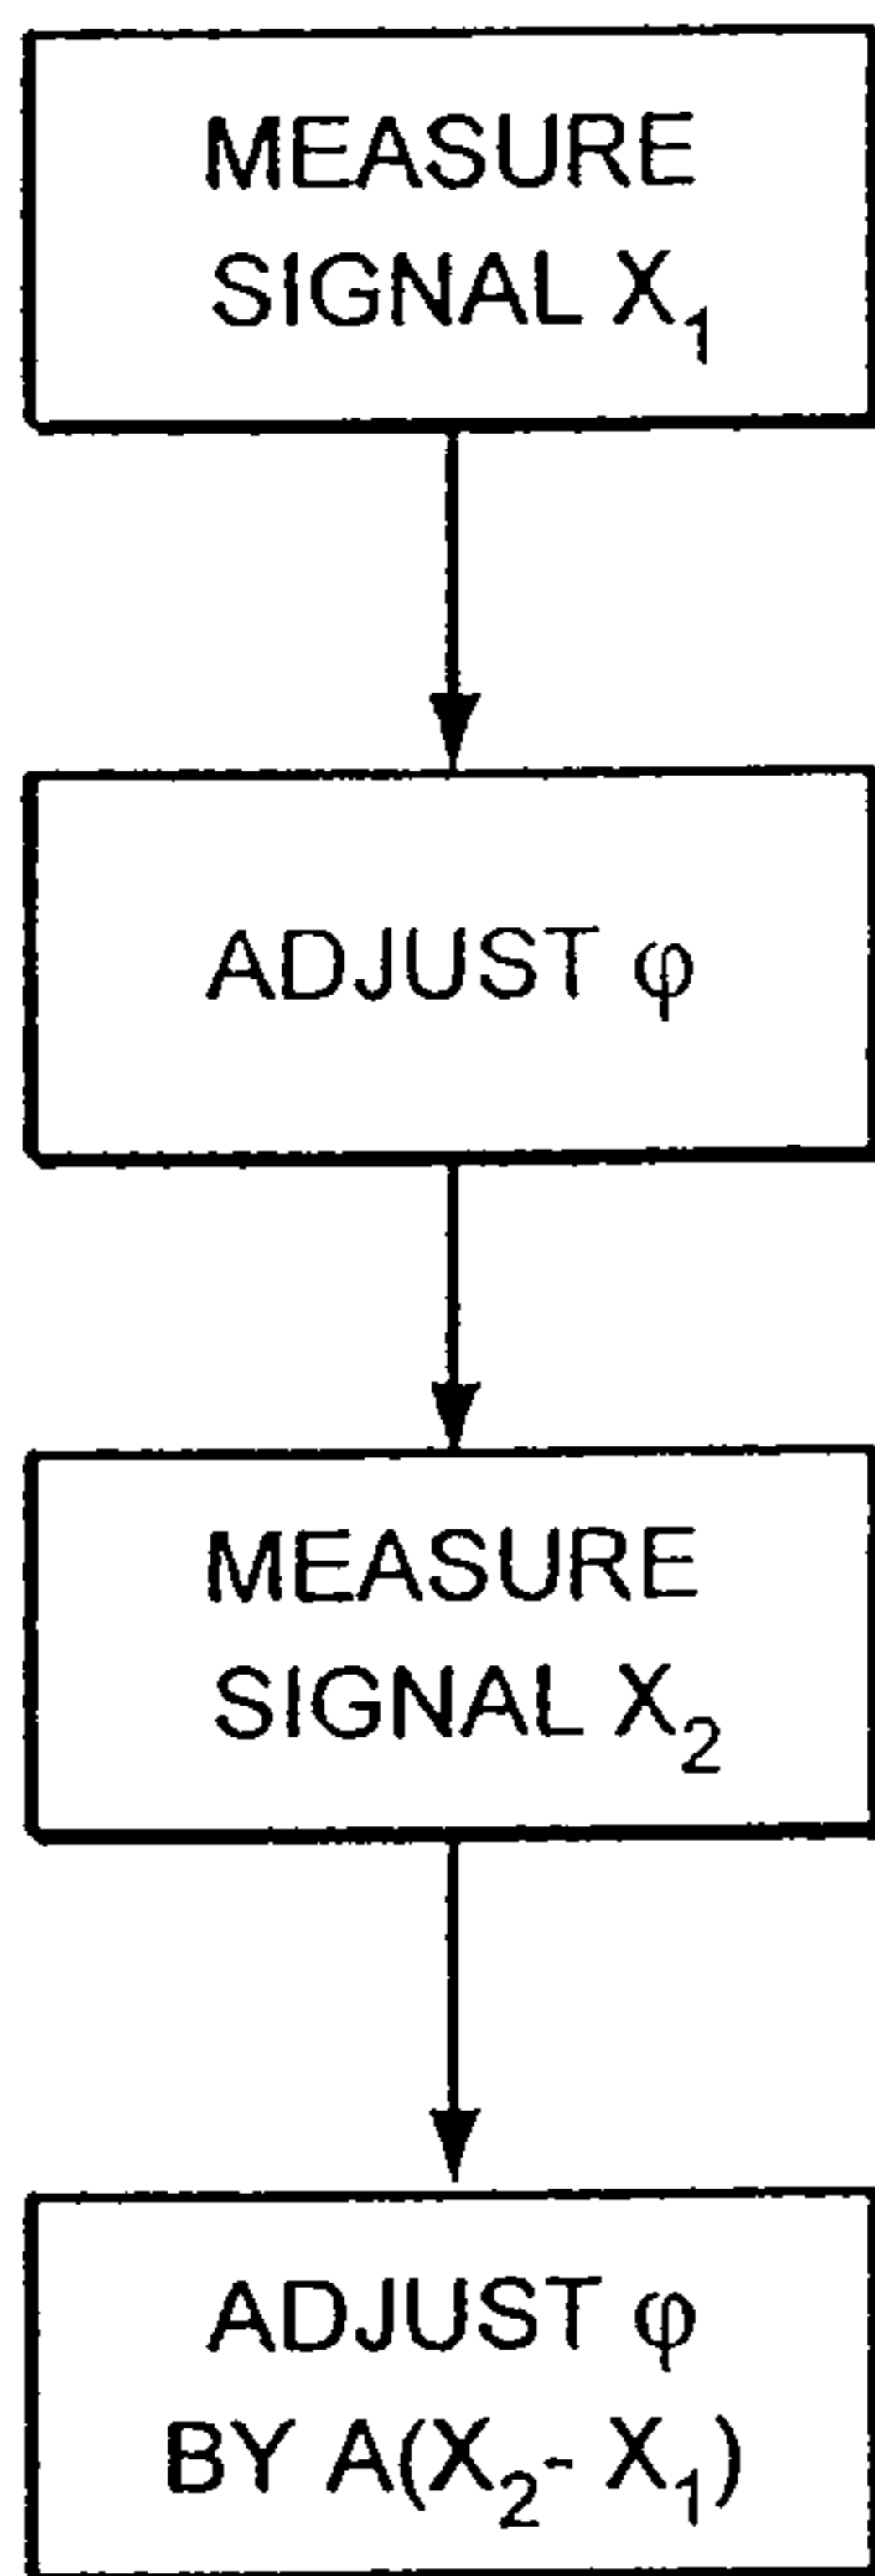 MEASURE
SIGNAL X₁
ADJUST φ
MEASURE
SIGNAL X₂
ADJUST φ
BY A(X₂- X₁)